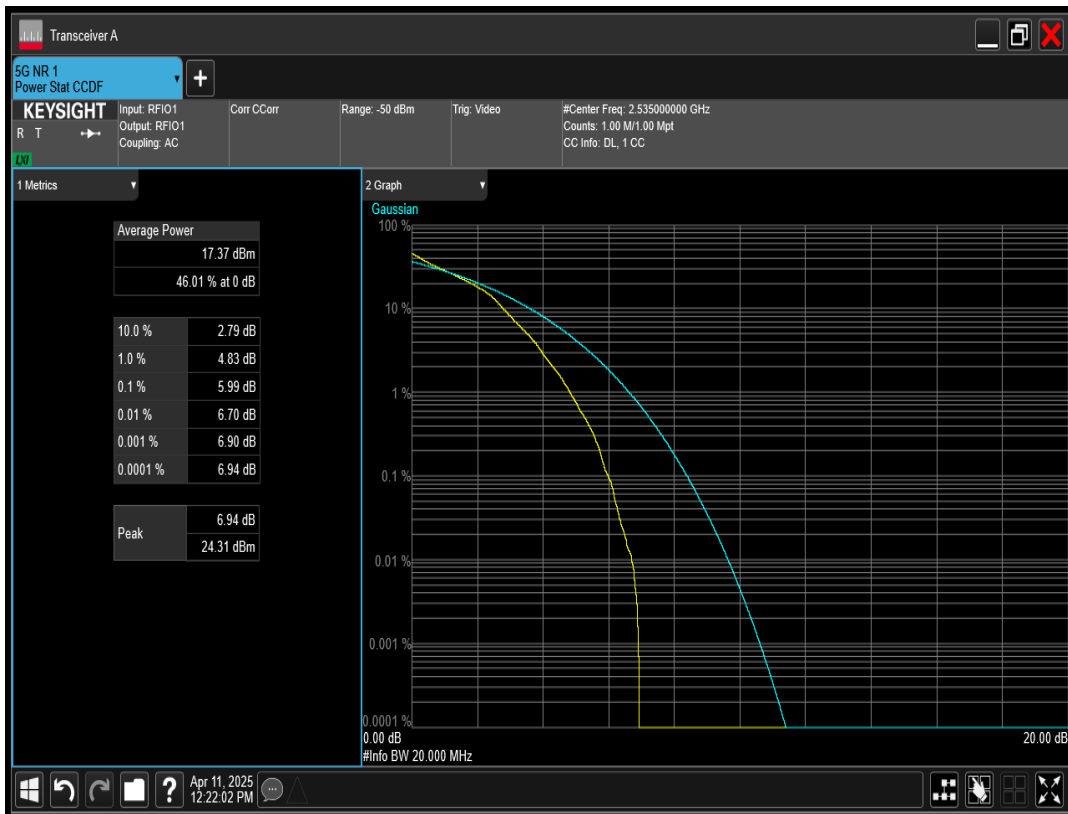 Transceiver A
5G NR 1
Power Stat CCDF
KEYSIGHT
R T
LXI
Input: RFIO1
Output: RFIO1
Coupling: AC
Corr CCorr
Range: -50 dBm
Trig: Video
#Center Freq: 2.535000000 GHz
Counts: 1.00 M/1.00 Mpt
CC Info: DL, 1 CC
1 Metrics
Average Power
17.37 dBm
46.01 % at 0 dB
10.0 % 2.79 dB
1.0 % 4.83 dB
0.1 % 5.99 dB
0.01 % 6.70 dB
0.001 % 6.90 dB
0.0001 % 6.94 dB
Peak 6.94 dB
24.31 dBm
2 Graph
Gaussian
100 %
10 %
1 %
0.1 %
0.01 %
0.001 %
0.0001 %
0.00 dB 20.00 dB
#Info BW 20.000 MHz
? Apr 11, 2025
12:22:02 PM